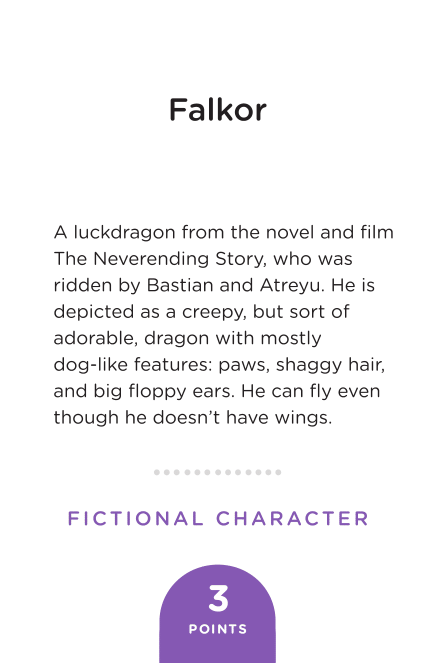 Falkor
A luckdragon from the novel and film
The Neverending Story, who was
ridden by Bastian and Atreyu. He is
depicted as a creepy, but sort of
adorable, dragon with mostly
dog-like features: paws, shaggy hair,
and big floppy ears. He can fly even
though he doesn’t have wings.
FICTIONAL CHARACTER
3
POINTS